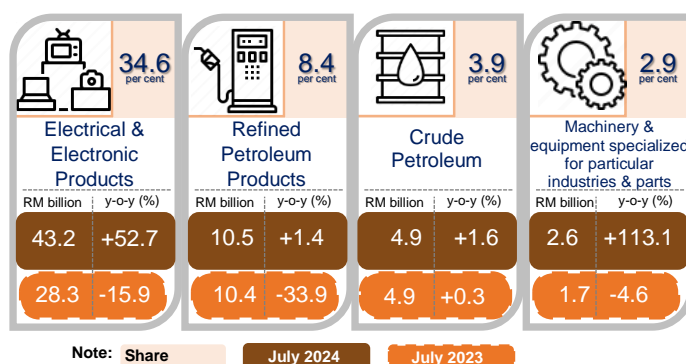 34.6
per cent
Electrical &
Electronic
Products
RM billion y-o-y (%)
43.2 +52.7
28.3 -15.9
8.4
per cent
Refined
Petroleum
Products
RM billion y-o-y (%)
10.5 +1.4
10.4 -33.9
3.9
per cent
Crude
Petroleum
RM billion y-o-y (%)
4.9 +1.6
4.9 +0.3
2.9
per cent
Machinery &
equipment specialized
for particular
industries & parts
RM billion y-o-y (%)
2.6 +113.1
1.7 -4.6
Note: Share July 2024 July 2023